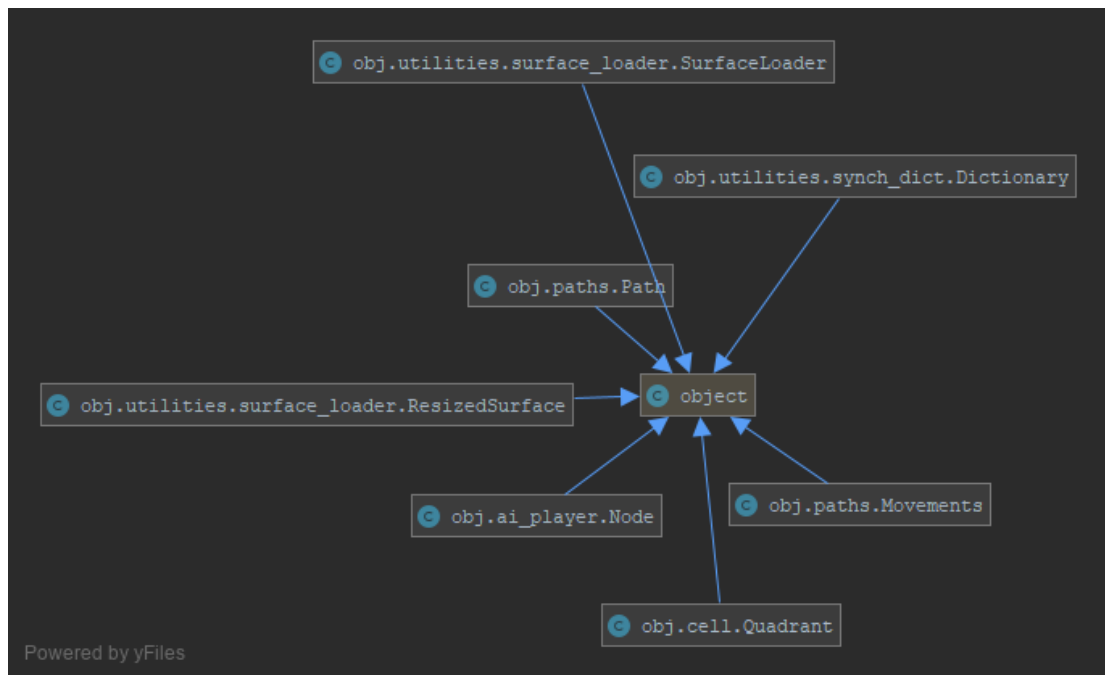 C obj.utilities.surface_loader.SurfaceLoader
C obj.utilities.synch_dict.Dictionary
C obj.paths.Path
C object
C obj.utilities.surface_loader.ResizedSurface
C obj.paths.Movements
C obj.ai_player.Node
C obj.cell.Quadrant
Powered by yFiles